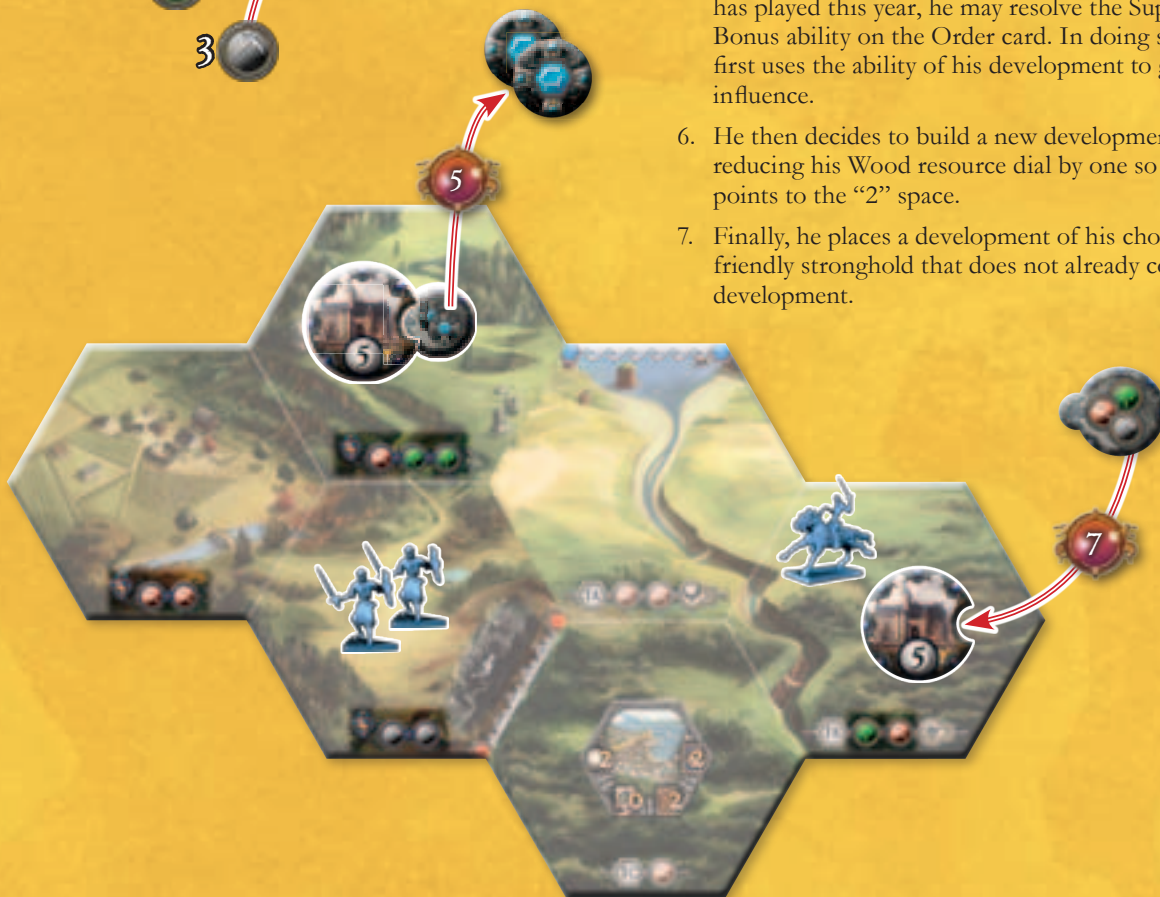 3
has played this year, he may resolve the Sup
Bonus ability on the Order card. In doing s
first uses the ability of his development to g
influence.
6. He then decides to build a new developmen
reducing his Wood resource dial by one so
points to the “2” space.
7. Finally, he places a development of his cho
friendly stronghold that does not already co
development.
5
5
7
5
1A
2
2